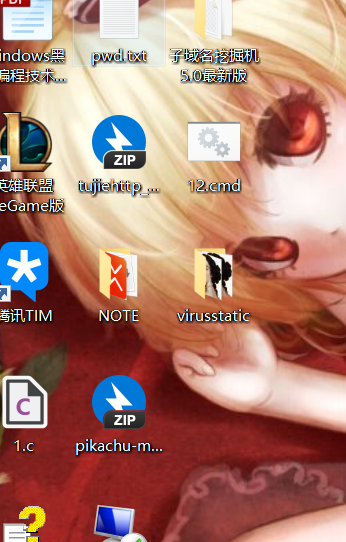 PDF
indows黑
pwd.txt
子域名挖掘机
编程技术...
5.0最新版
ZIP
英雄联盟
eGame版
tujiehttp_...
12.cmd
腾讯TIM
NOTE
virusstatic
C
ZIP
1.c
pikachu-m...